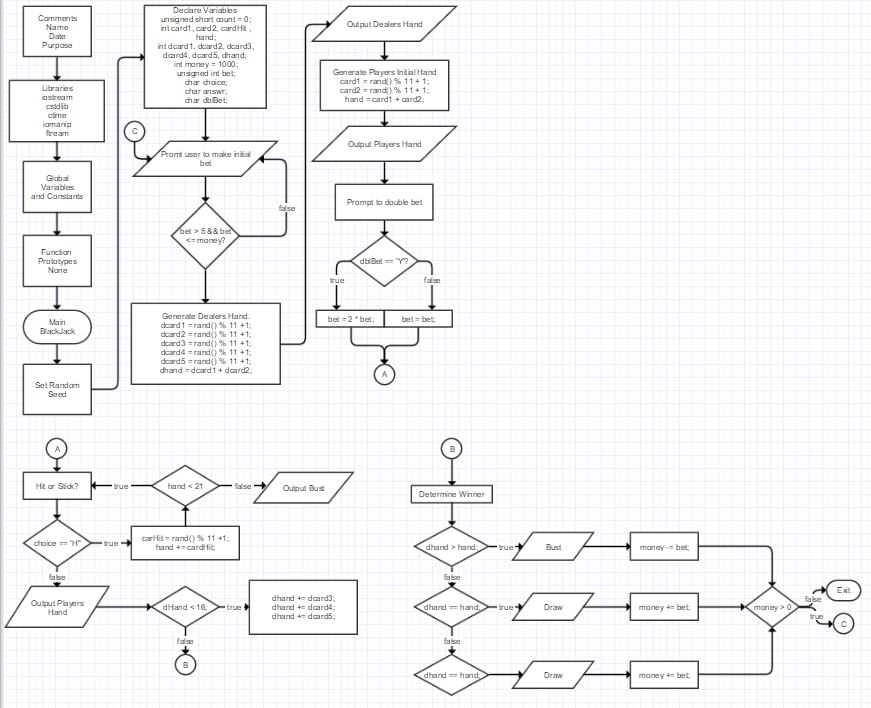 Comments
Name
Date
Purpose
Libraries
iostream
cstdlib
ctime
iomanip
ftream
Global
Variables
and Constants
Function
Prototypes
None
Main
BlackJack
Set Random
Seed
Declare Variables
unsigned short count = 0;
int card1, card2, cardHit ,
hand;
int dcard1, dcard2, dcard3,
dcard4, dcard5, dhand;
int money = 1000;
unsigned int bet;
char choice;
char answr;
char dblBet;
C
Promt user to make initial
bet
false
bet > 5 && bet
<= money?
Generate Dealers Hand.
dcard1 = rand() % 11 +1;
dcard2 = rand() % 11 +1;
dcard3 = rand() % 11 +1;
dcard4 = rand() % 11 +1;
dcard5 = rand() % 11 +1;
dhand = dcard1 + dcard2;
Output Dealers Hand
Generate Players Initial Hand
card1 = rand() % 11 + 1;
card2 = rand() % 11 + 1;
hand = card1 + card2;
Output Players Hand
Prompt to double bet
dblBet == 'Y'?
true
false
bet = 2 * bet;
bet = bet;
A
A
Hit or Stick?
true
hand < 21
false
Output Bust
choice == 'H'
true
carHit = rand() % 11 +1;
hand += cardHit;
false
Output Players
Hand
dHand < 16;
true
dhand += dcard3;
dhand += dcard4;
dhand += dcard5;
false
B
B
Determine Winner
dhand > hand;
true
Bust
money -= bet;
false
dhand == hand;
true
Draw
money += bet;
money > 0
false
Exit
true
C
false
dhand == hand;
Draw
money += bet;